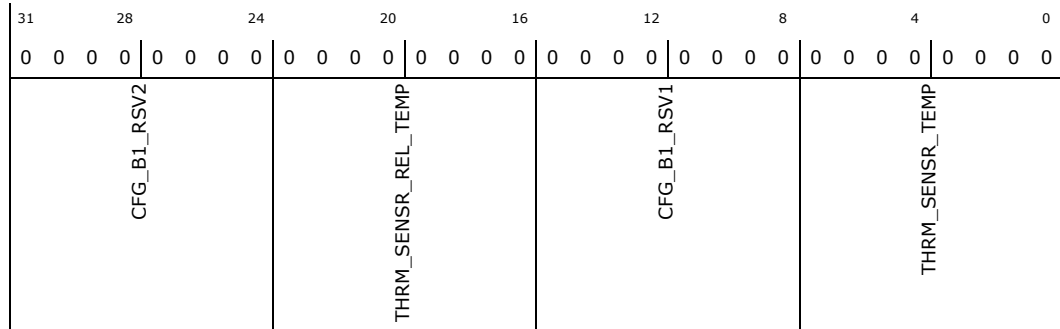 31 28 24 20 16 12 8 4 0
0 0 0 0 0 0 0 0 0 0 0 0 0 0 0 0 0 0 0 0 0 0 0 0 0 0 0 0 0 0 0 0
CFG_B1_RSV2
THRM_SENSR_REL_TEMP
CFG_B1_RSV1
THRM_SENSR_TEMP